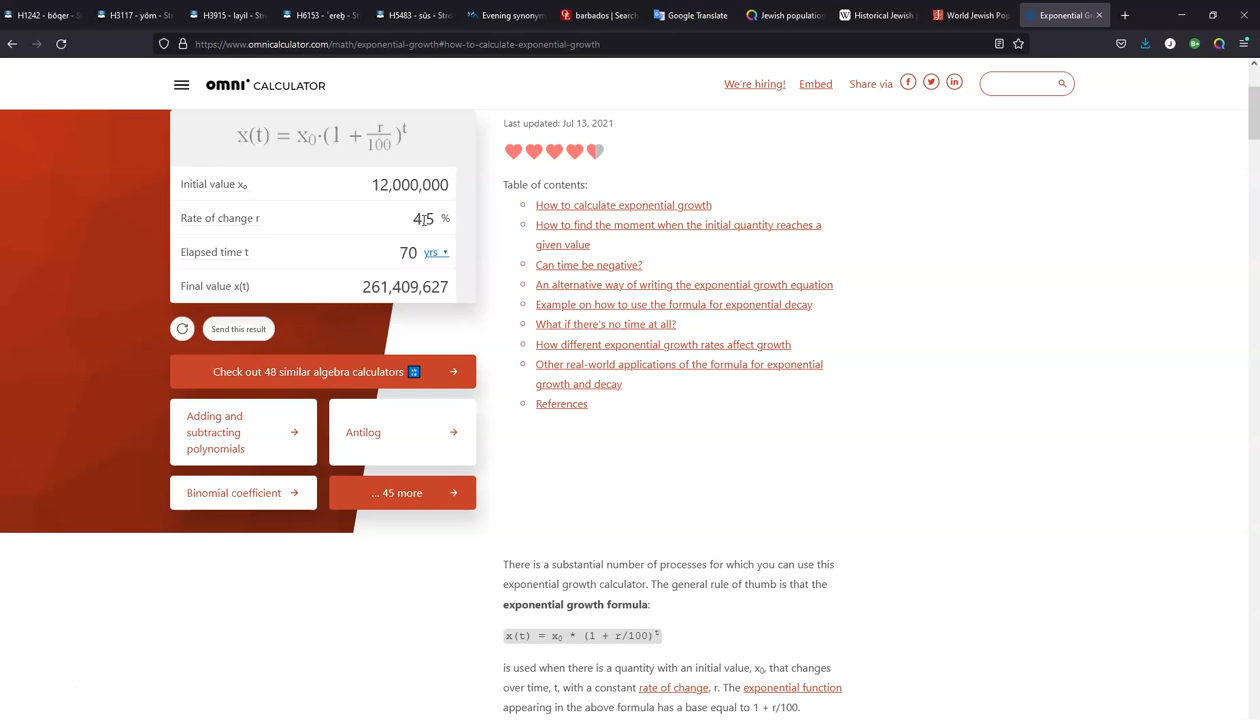 H1242 - bôqer - S
H3117 - yôm - Str
H3915 - layil - Str
H6153 - ʿereḇ - Str
H5483 - sûs - Stro
Evening synonym
barbados | Search
Google Translate
Jewish population
Historical Jewish p
World Jewish Pop
Exponential Gr
https://www.omnicalculator.com/math/exponential-growth#how-to-calculate-exponential-growth
omni CALCULATOR
We're hiring! Embed Share via
x(t) = x₀·(1 + r/100)^t
Initial value x₀ 12,000,000
Rate of change r 4.5 %
Elapsed time t 70 yrs
Final value x(t) 261,409,627
Send this result
Check out 48 similar algebra calculators
Adding and
subtracting
polynomials
Antilog
Binomial coefficient
... 45 more
Last updated: Jul 13, 2021
Table of contents:
How to calculate exponential growth
How to find the moment when the initial quantity reaches a
given value
Can time be negative?
An alternative way of writing the exponential growth equation
Example on how to use the formula for exponential decay
What if there's no time at all?
How different exponential growth rates affect growth
Other real-world applications of the formula for exponential
growth and decay
References
There is a substantial number of processes for which you can use this
exponential growth calculator. The general rule of thumb is that the
exponential growth formula:
x(t) = x₀ * (1 + r/100)^t
is used when there is a quantity with an initial value, x₀, that changes
over time, t, with a constant rate of change, r. The exponential function
appearing in the above formula has a base equal to 1 + r/100.